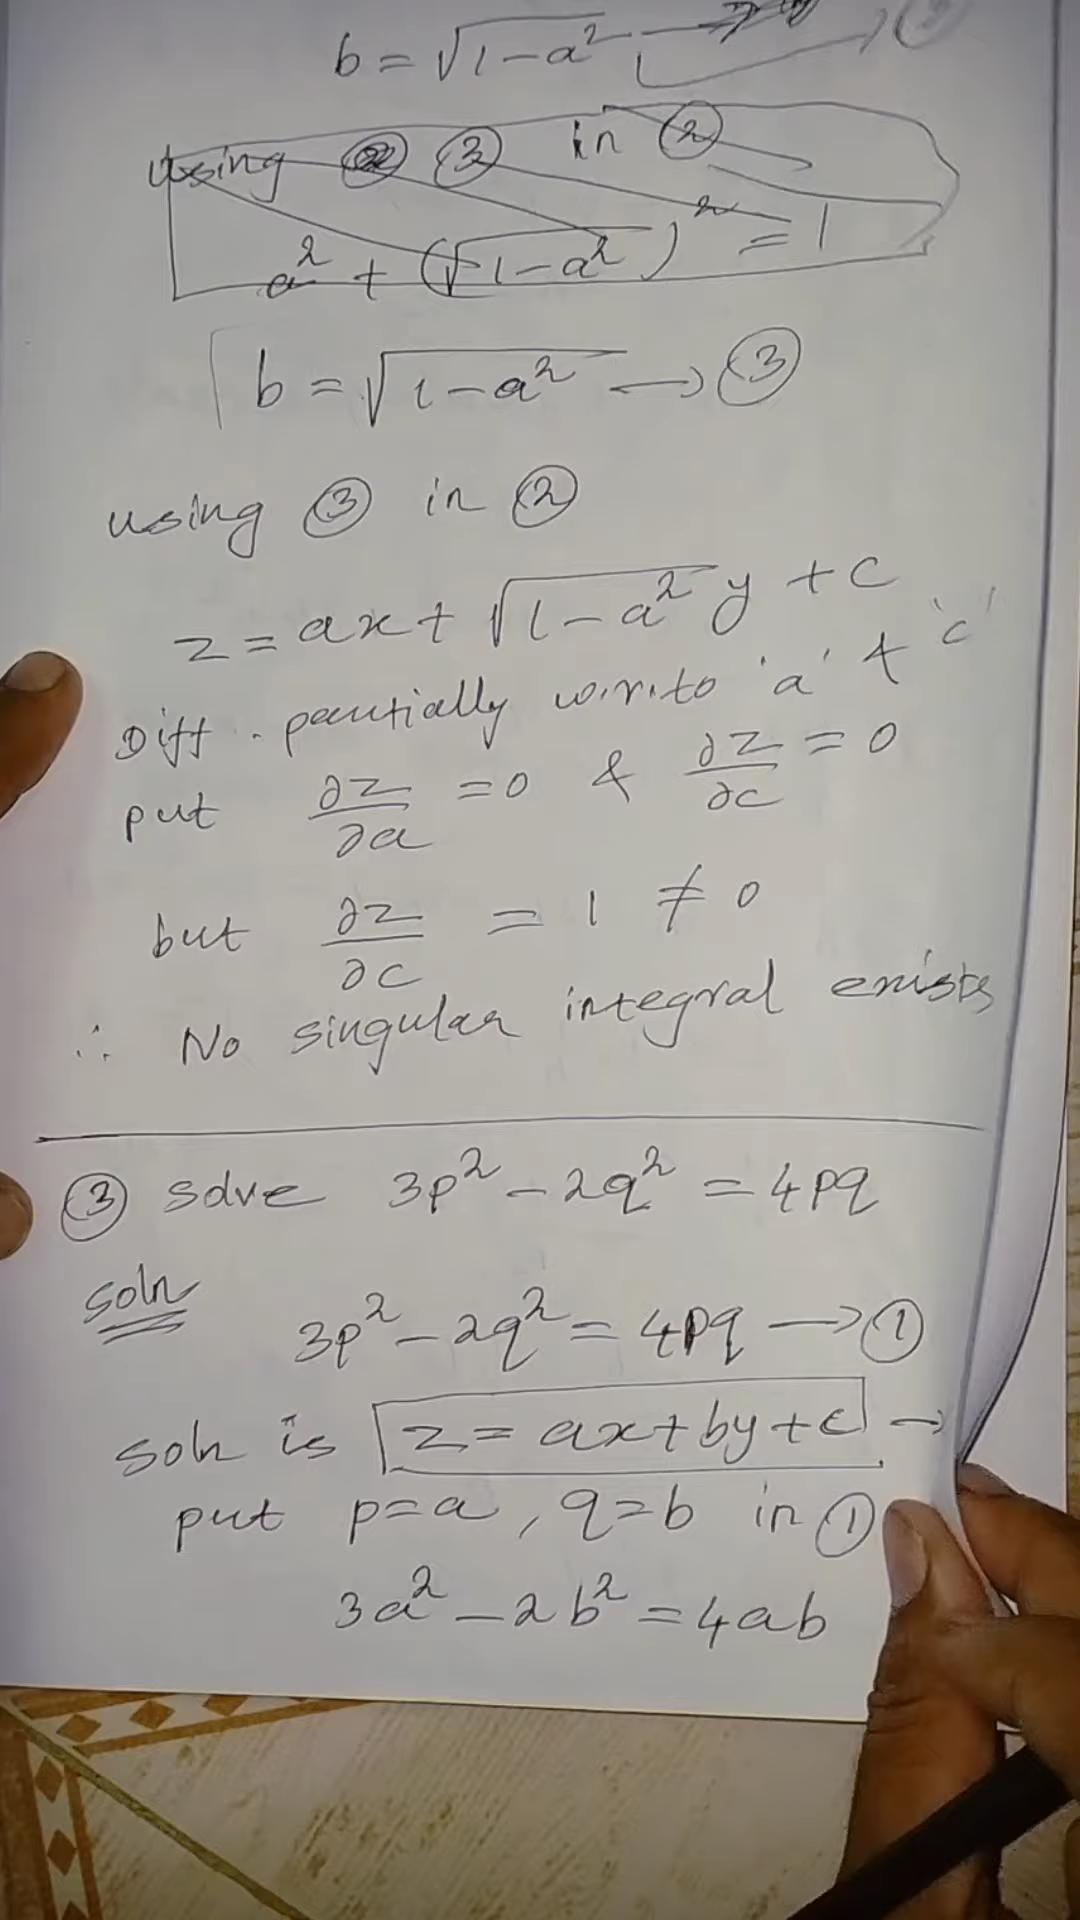 b = √1-a²
using ③ in ②
a² + (√1-a²)² = 1
b = √1-a² → ③
using ③ in ②
z = ax + √1-a² y + c
Diff. partially w.r.to 'a' & 'c'
put ∂z/∂a = 0 & ∂z/∂c = 0
but ∂z/∂c = 1 ≠ 0
∴ No singular integral exists
③ solve 3p² - 2q² = 4pq
soln
3p² - 2q² = 4pq → ①
soln is z = ax + by + c →
put p = a, q = b in ①
3a² - 2b² = 4ab